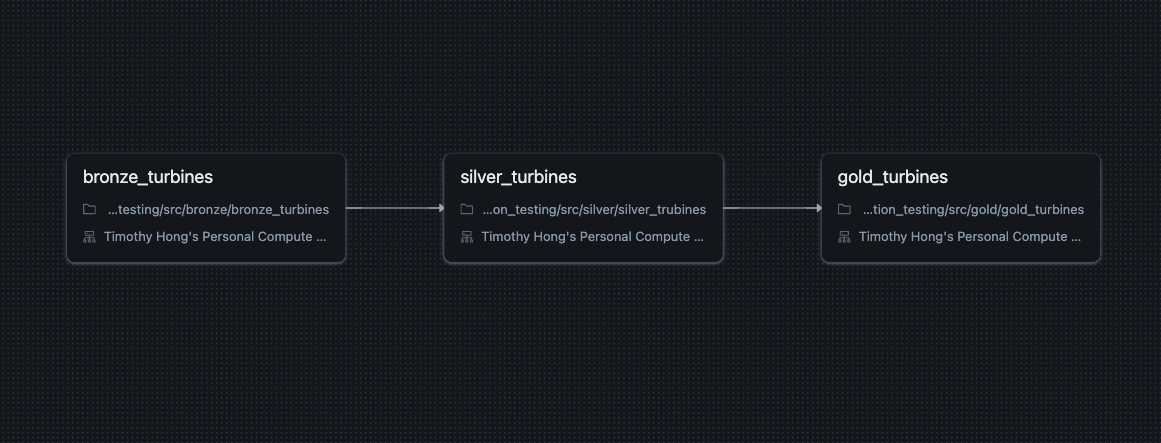 bronze_turbines
...testing/src/bronze/bronze_turbines
Timothy Hong's Personal Compute ...
silver_turbines
...on_testing/src/silver/silver_trubines
Timothy Hong's Personal Compute ...
gold_turbines
...tion_testing/src/gold/gold_turbines
Timothy Hong's Personal Compute ...